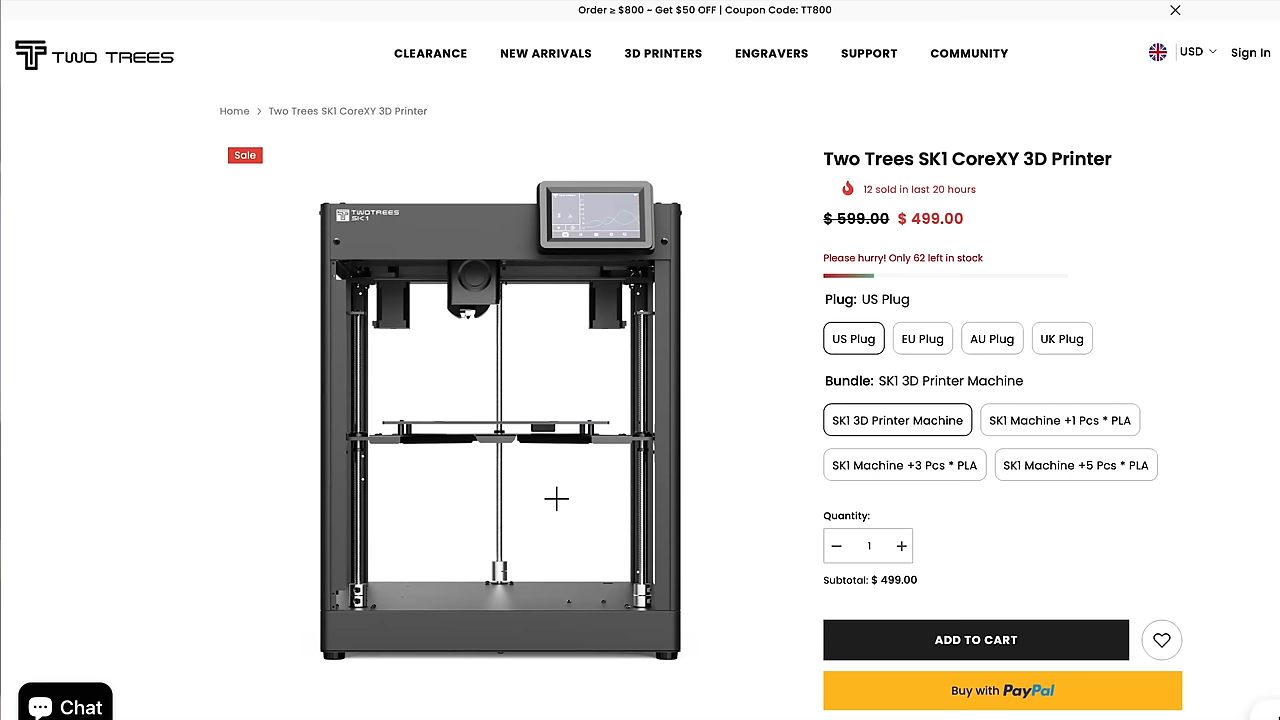 Order ≥ $800 ~ Get $50 OFF | Coupon Code: TT800
TWO TREES
CLEARANCE
NEW ARRIVALS
3D PRINTERS
ENGRAVERS
SUPPORT
COMMUNITY
USD
Sign In
Home > Two Trees SK1 CoreXY 3D Printer
Sale
TWOTREES
SK1
Two Trees SK1 CoreXY 3D Printer
12 sold in last 20 hours
$ 599.00 $ 499.00
Please hurry! Only 62 left in stock
Plug: US Plug
US Plug
EU Plug
AU Plug
UK Plug
Bundle: SK1 3D Printer Machine
SK1 3D Printer Machine
SK1 Machine +1 Pcs * PLA
SK1 Machine +3 Pcs * PLA
SK1 Machine +5 Pcs * PLA
Quantity:
1
Subtotal: $ 499.00
ADD TO CART
Buy with PayPal
Chat